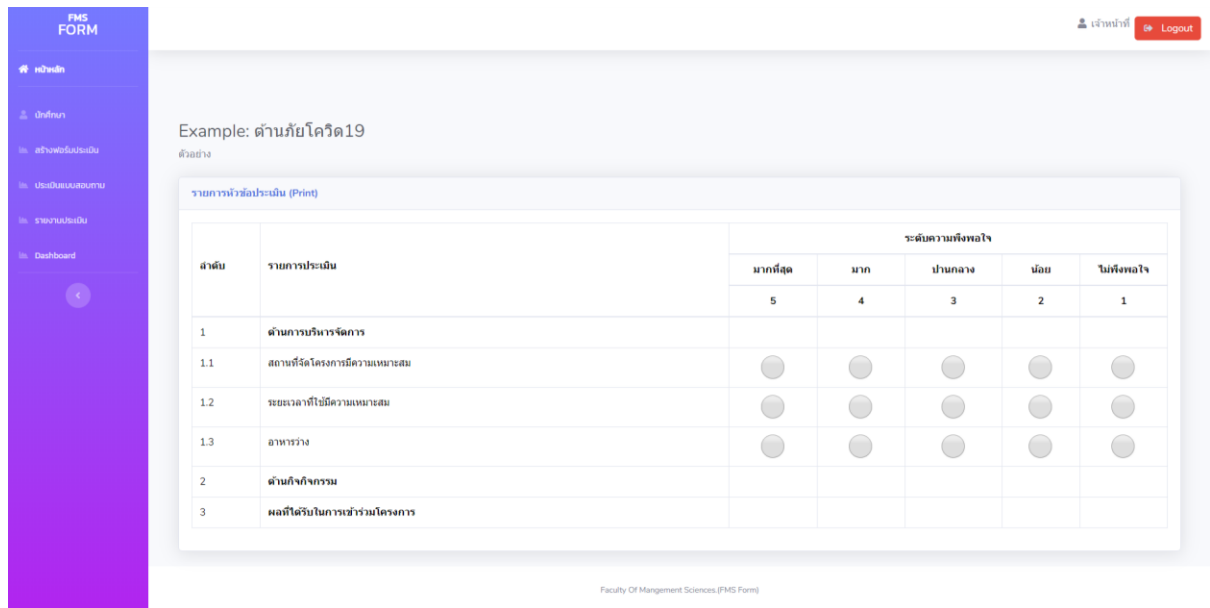 FMS
FORM
เจ้าหน้าที่
Logout
หน้าหลัก
นักศึกษา
สร้างฟอร์มประเมิน
ประเมินแบบสอบถาม
รายงานประเมิน
Dashboard
Example: ด้านภัยโควิด19
ตัวอย่าง
รายการหัวข้อประเมิน (Print)
ลำดับ รายการประเมิน ระดับความพึงพอใจ
มากที่สุด มาก ปานกลาง น้อย ไม่พึงพอใจ
5 4 3 2 1
1 ด้านการบริหารจัดการ
1.1 สถานที่จัดโครงการมีความเหมาะสม
1.2 ระยะเวลาที่ใช้มีความเหมาะสม
1.3 อาหารว่าง
2 ด้านกิจกิจกรรม
3 ผลที่ได้รับในการเข้าร่วมโครงการ
Faculty Of Mangement Sciences.(FMS Form)